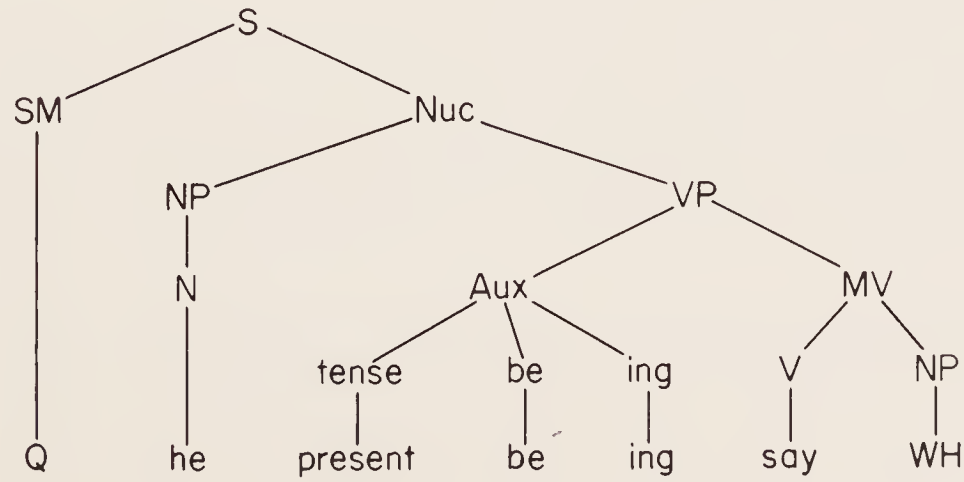 S
SM Nuc
NP VP
N Aux MV
tense be ing V NP
Q he present be ing say WH